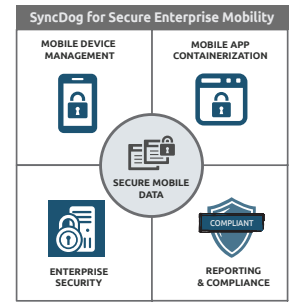 SyncDog for Secure Enterprise Mobility
MOBILE DEVICE
MANAGEMENT
MOBILE APP
CONTAINERIZATION
SECURE MOBILE
DATA
ENTERPRISE
SECURITY
COMPLIANT
REPORTING
& COMPLIANCE